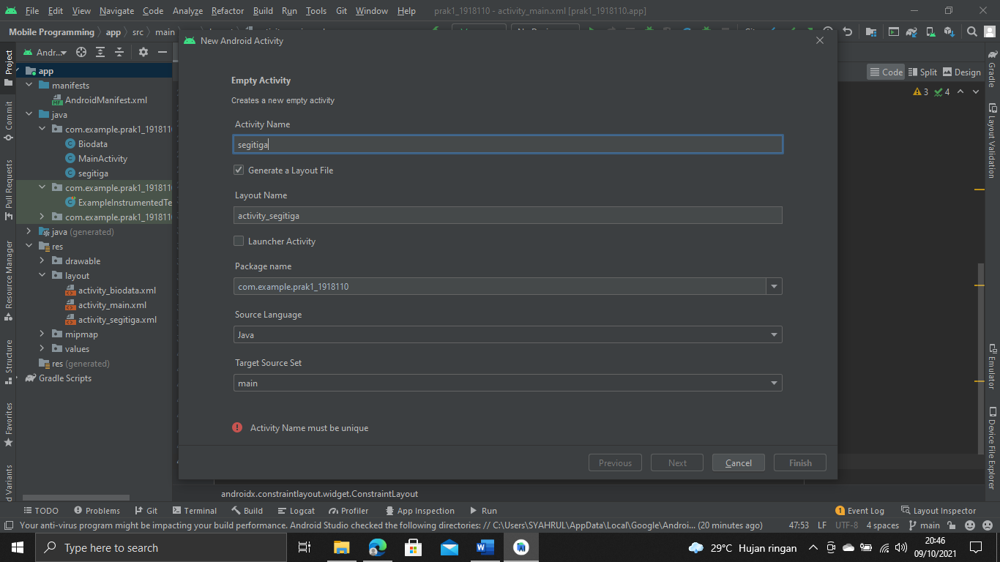 File Edit View Navigate Code Analyze Refactor Build Run Tools Git Window Help prak1_1918110 - activity_main.xml [prak1_1918110.app]
Mobile Programming app src main
Andr...
New Android Activity
Project
Commit
Pull Requests
Resource Manager
Structure
Favorites
d Variants
app
manifests
AndroidManifest.xml
java
com.example.prak1_191811
Biodata
MainActivity
segitiga
com.example.prak1_191811
ExampleInstrumentedTe
com.example.prak1_191811
java (generated)
res
drawable
layout
activity_biodata.xml
activity_main.xml
activity_segitiga.xml
mipmap
values
res (generated)
Gradle Scripts
Empty Activity
Creates a new empty activity
Activity Name
segitiga
Generate a Layout File
Layout Name
activity_segitiga
Launcher Activity
Package name
com.example.prak1_1918110
Source Language
Java
Target Source Set
main
Activity Name must be unique
Previous Next Cancel Finish
Code Split Design
3 4
Gradle
Layout Validation
Emulator
Device File Explorer
androidx.constraintlayout.widget.ConstraintLayout
TODO Problems Git Terminal Build Logcat Profiler App Inspection Run 1 Event Log Layout Inspector
Your anti-virus program might be impacting your build performance. Android Studio checked the following directories: // C:\Users\SYAHRUL\AppData\Local\Google\Androi... (20 minutes ago) 47:53 LF UTF-8 4 spaces main
Type here to search
29°C Hujan ringan
20:46
09/10/2021